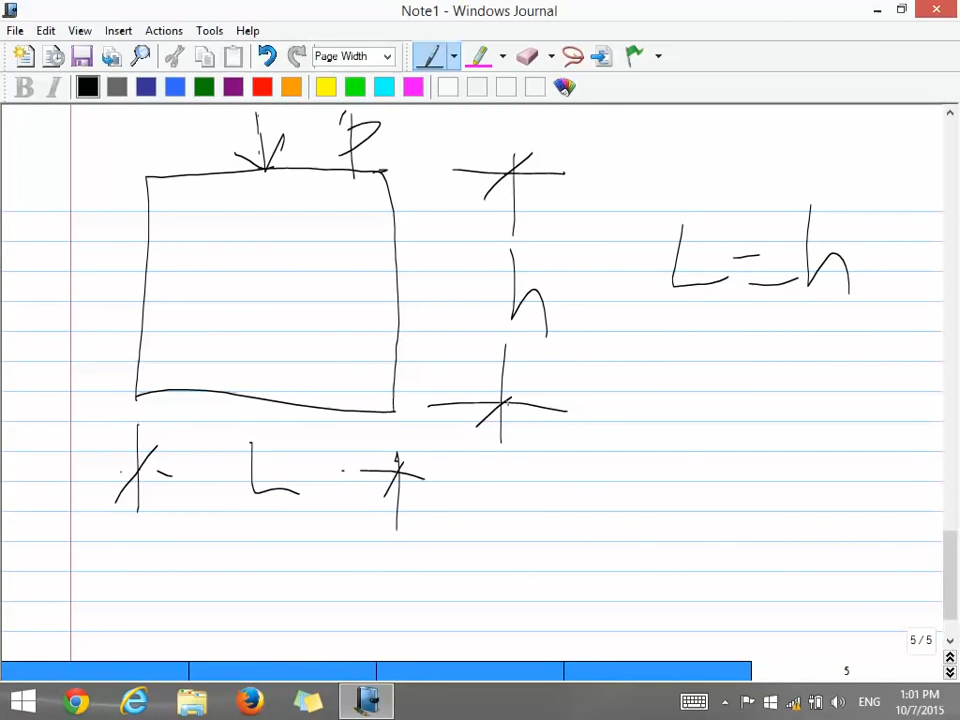 Note1 - Windows Journal
File Edit View Insert Actions Tools Help
Page Width
B I
P
h
L = h
L
5 / 5
5
ENG
1:01 PM
10/7/2015